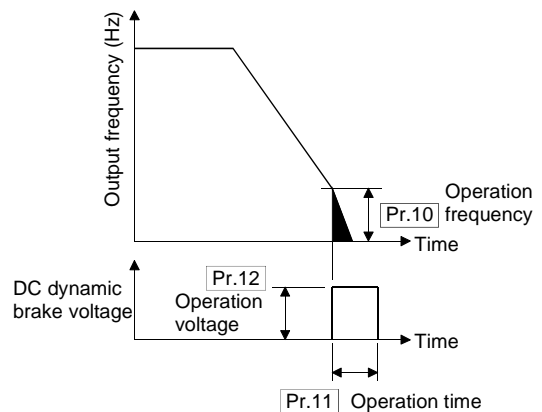 Output frequency (Hz)
Operation
Pr.10 frequency
Time
Pr.12
DC dynamic
brake voltage
Operation
voltage
Time
Pr.11 Operation time